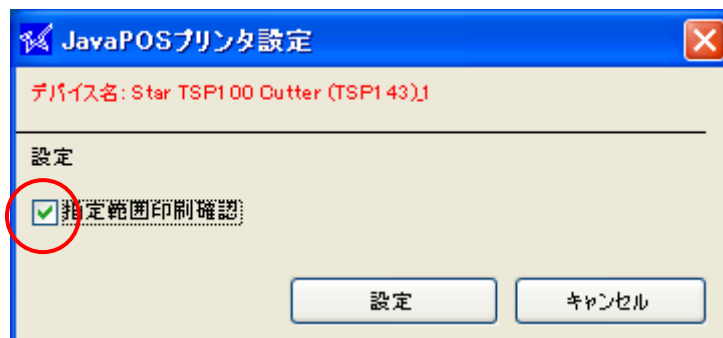 JavaPOSプリンタ設定
デバイス名: Star TSP100 Cutter (TSP143)_1
設定
指定範囲印刷確認
設定 キャンセル